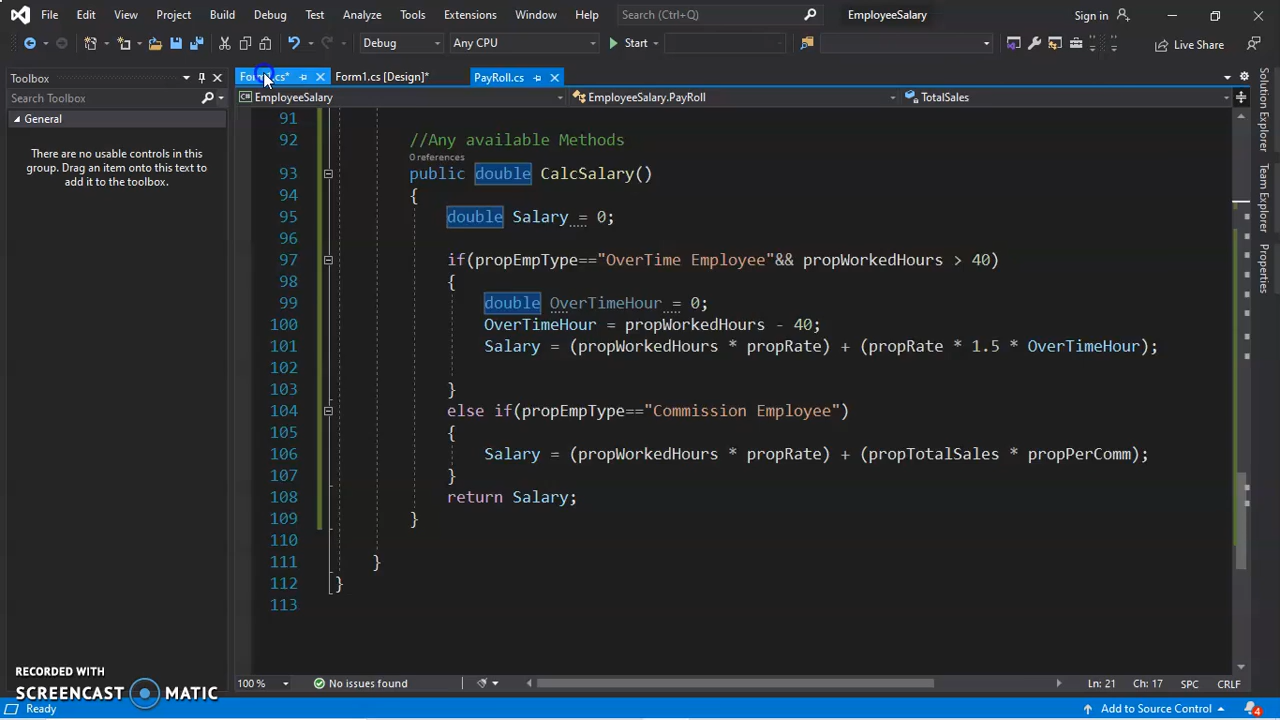 File Edit View Project Build Debug Test Analyze Tools Extensions Window Help Search (Ctrl+Q) EmployeeSalary Sign in
Debug Any CPU Start Live Share
Toolbox
Form1.cs* Form1.cs [Design]* PayRoll.cs
Search Toolbox
EmployeeSalary EmployeeSalary.PayRoll TotalSales
General
There are no usable controls in this
group. Drag an item onto this text to
add it to the toolbox.
91
92 //Any available Methods
0 references
93 public double CalcSalary()
94 {
95 double Salary = 0;
96
97 if(propEmpType=="OverTime Employee"&& propWorkedHours > 40)
98 {
99 double OverTimeHour = 0;
100 OverTimeHour = propWorkedHours - 40;
101 Salary = (propWorkedHours * propRate) + (propRate * 1.5 * OverTimeHour);
102
103 }
104 else if(propEmpType=="Commission Employee")
105 {
106 Salary = (propWorkedHours * propRate) + (propTotalSales * propPerComm);
107 }
108 return Salary;
109 }
110
111 }
112 }
113
Solution Explorer
Team Explorer
Properties
RECORDED WITH
SCREENCAST MATIC
100 % No issues found Ln: 21 Ch: 17 SPC CRLF
Ready Add to Source Control 4